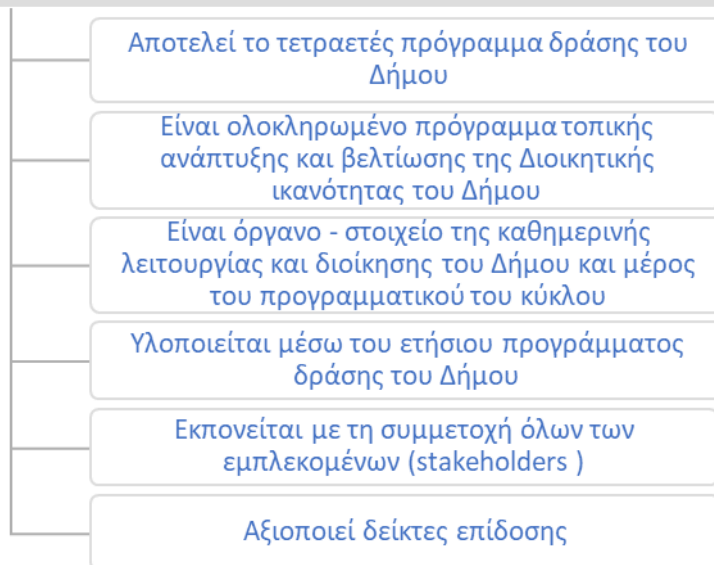 Αποτελεί το τετραετές πρόγραμμα δράσης του
Δήμου
Είναι ολοκληρωμένο πρόγραμμα τοπικής
ανάπτυξης και βελτίωσης της Διοικητικής
ικανότητας του Δήμου
Είναι όργανο - στοιχείο της καθημερινής
λειτουργίας και διοίκησης του Δήμου και μέρος
του προγραμματικού του κύκλου
Υλοποιείται μέσω του ετήσιου προγράμματος
δράσης του Δήμου
Εκπονείται με τη συμμετοχή όλων των
εμπλεκομένων (stakeholders )
Αξιοποιεί δείκτες επίδοσης